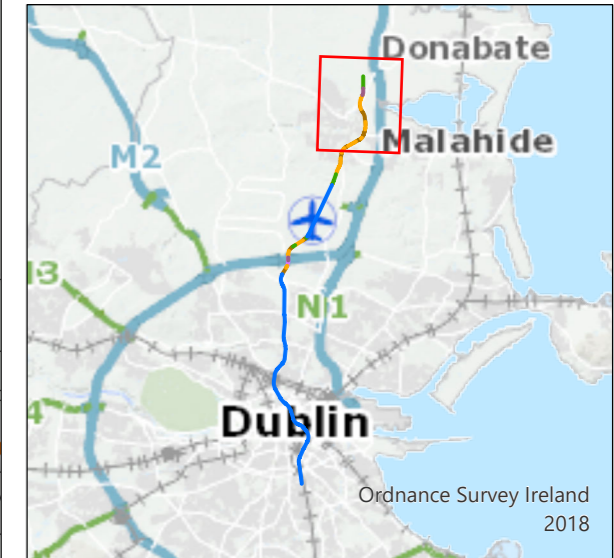 Donabate
Malahide
M2
N1
Dublin
Ordnance Survey Ireland
2018